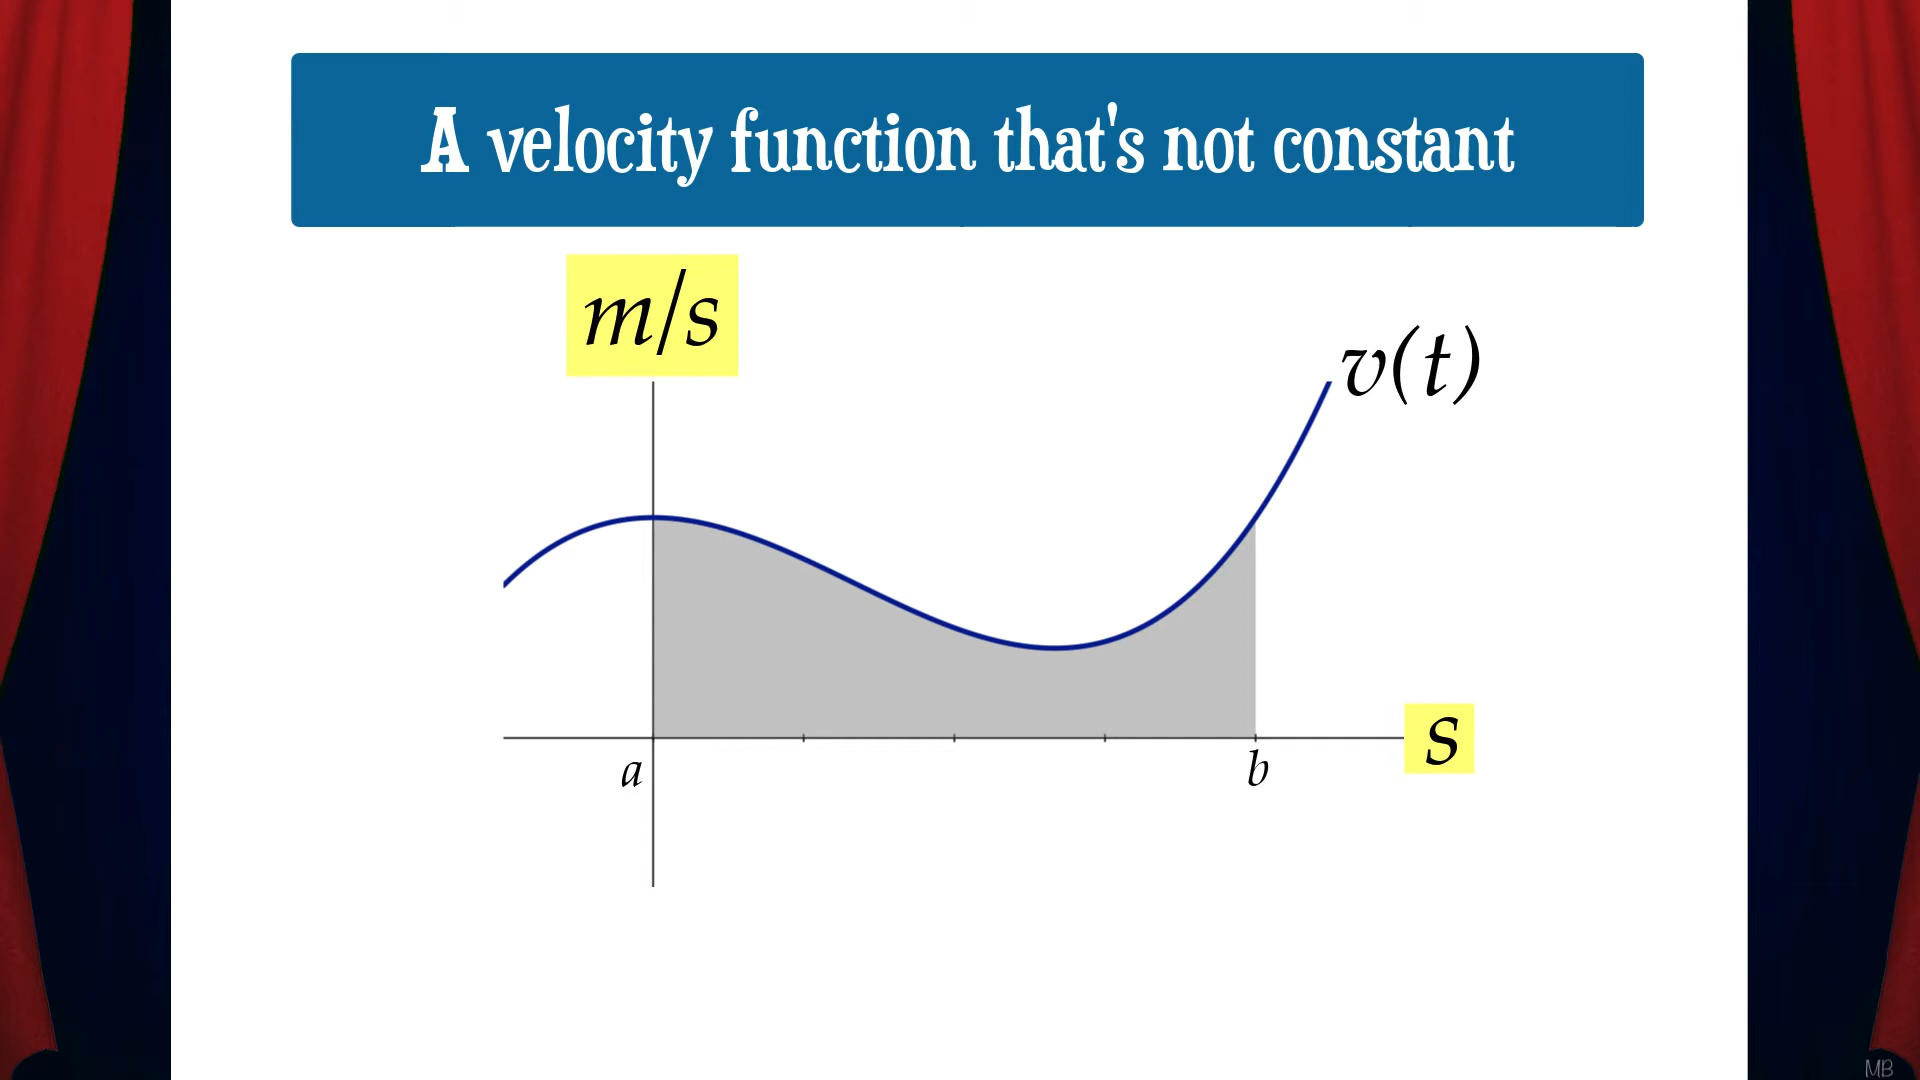 A velocity function that's not constant
m/s
v(t)
s
a
b
MB